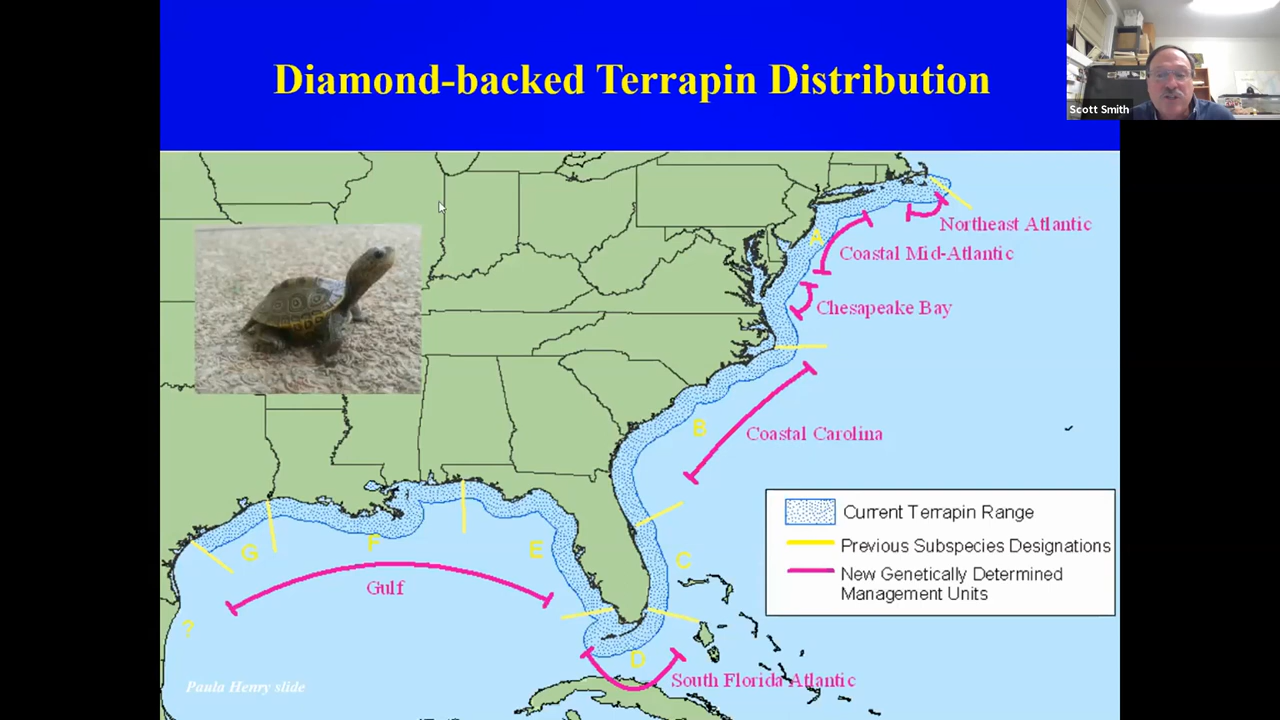 Diamond-backed Terrapin Distribution
Scott Smith
Northeast Atlantic
A
Coastal Mid-Atlantic
Chesapeake Bay
B
Coastal Carolina
Current Terrapin Range
Previous Subspecies Designations
New Genetically Determined
Management Units
G
F
E
C
Gulf
?
D
South Florida Atlantic
Paula Henry slide